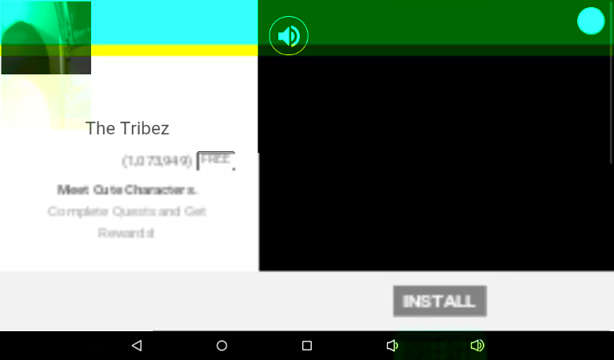 The Tribez
(1,073,949) FREE
Meet Cute Characters.
Complete Quests and Get
Rewards!
INSTALL